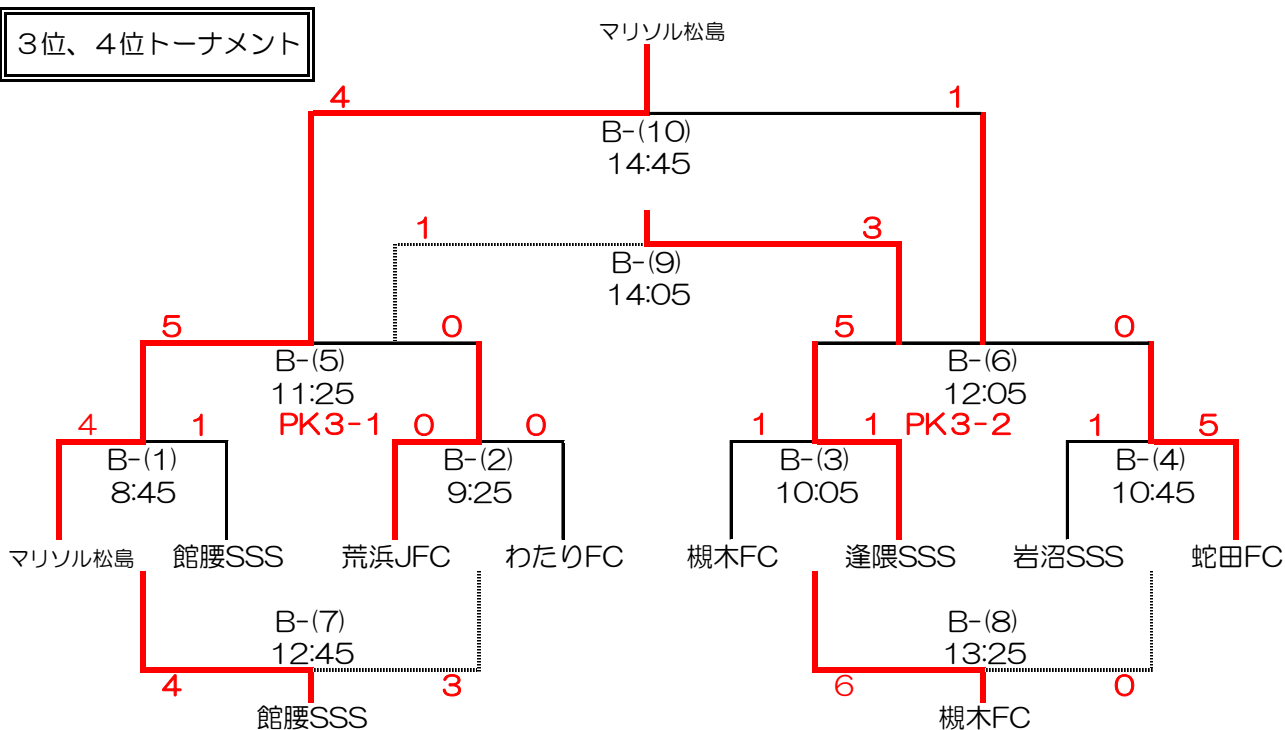 3位、4位トーナメント
マリソル松島
4
1
B-(10)
14:45
1
3
B-(9)
14:05
5
0
5
0
B-(5)
11:25
B-(6)
12:05
4
1
PK3-1
0
0
1
1
PK3-2
1
5
B-(1)
8:45
B-(2)
9:25
B-(3)
10:05
B-(4)
10:45
マリソル松島
館腰SSS
荒浜JFC
わたりFC
槻木FC
逢隈SSS
岩沼SSS
蛇田FC
B-(7)
12:45
B-(8)
13:25
4
3
6
0
館腰SSS
槻木FC